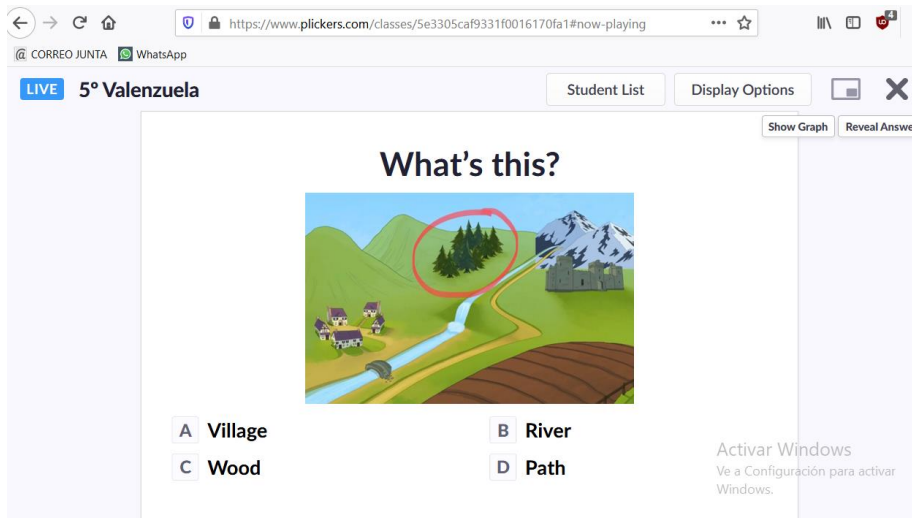 https://www.plickers.com/classes/5e3305caf9331f0016170fa1#now-playing
4
@ CORREO JUNTA WhatsApp
LIVE 5º Valenzuela Student List Display Options
Show Graph Reveal Answe
What's this?
A Village B River
C Wood D Path
Activar Windows
Ve a Configuración para activar
Windows.